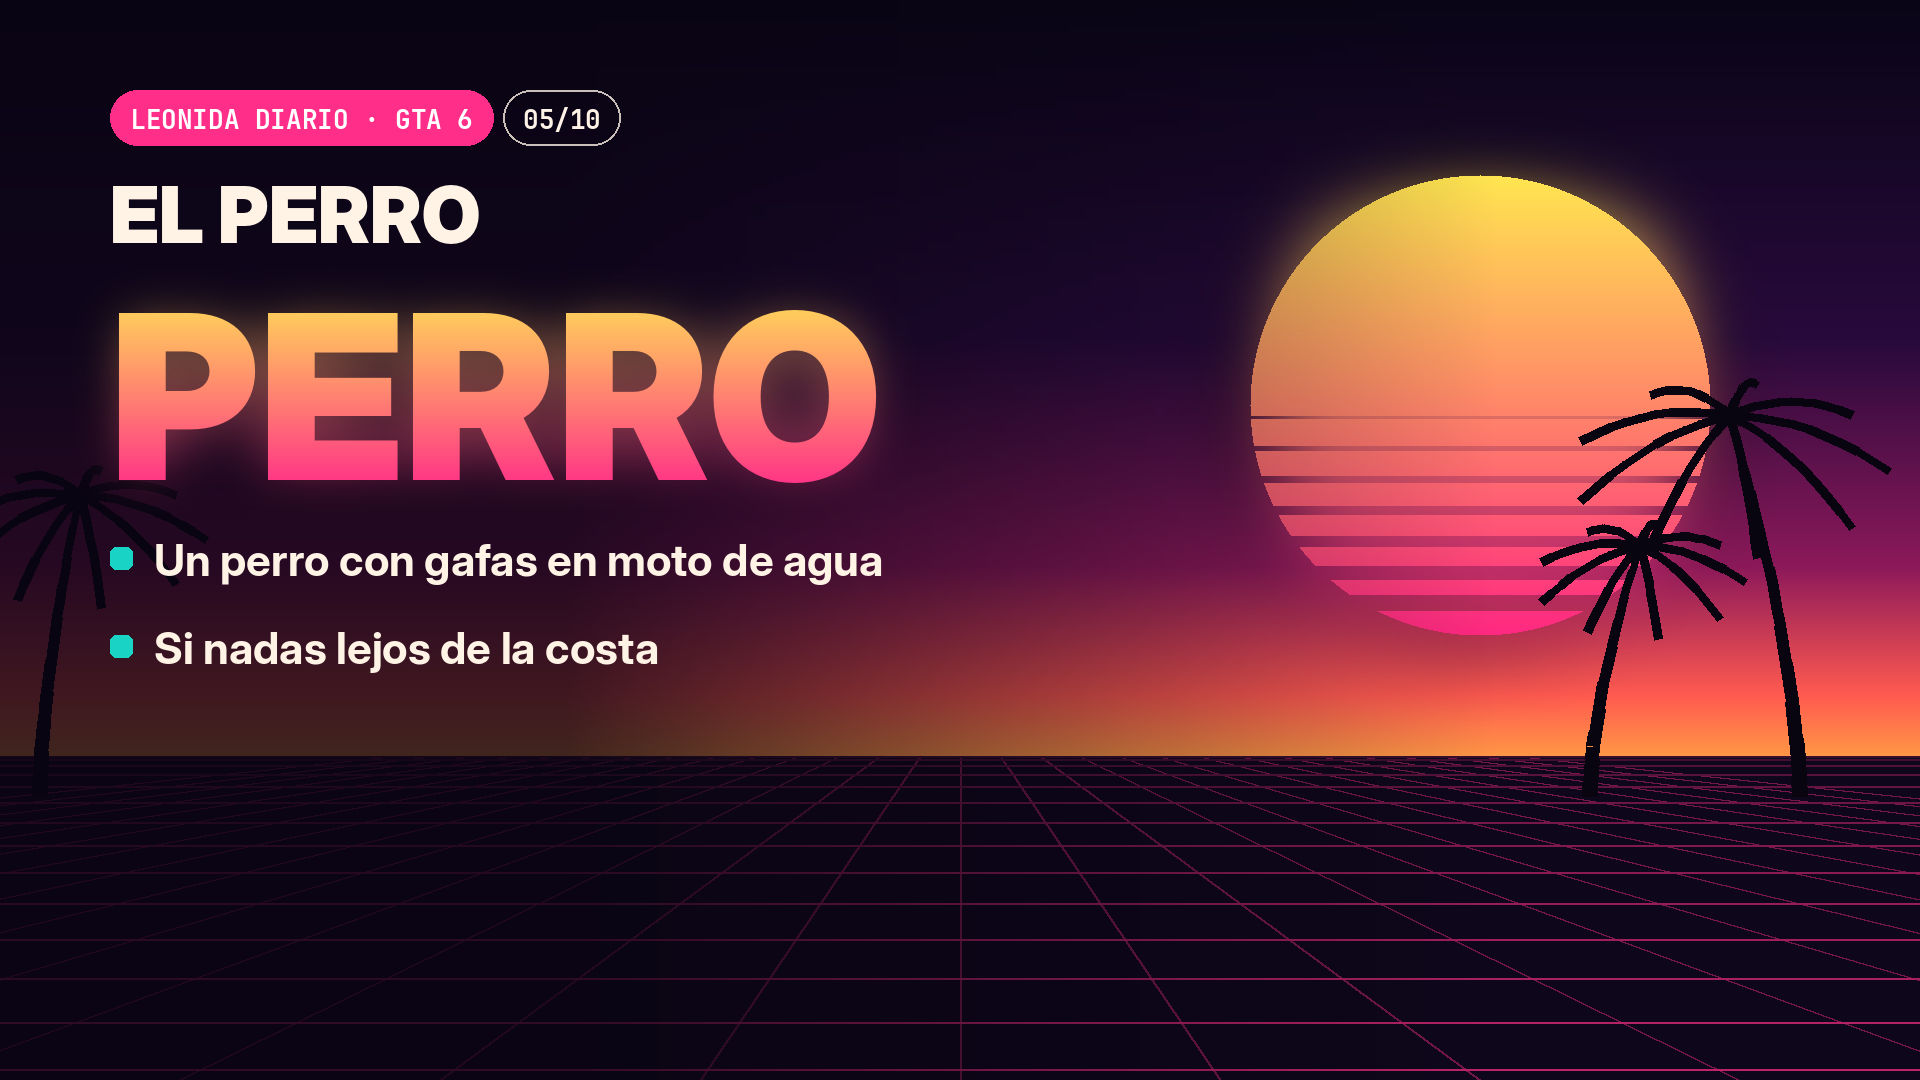 LEONIDA DIARIO · GTA 6
05/10
EL PERRO
PERRO
Un perro con gafas en moto de agua
Si nadas lejos de la costa